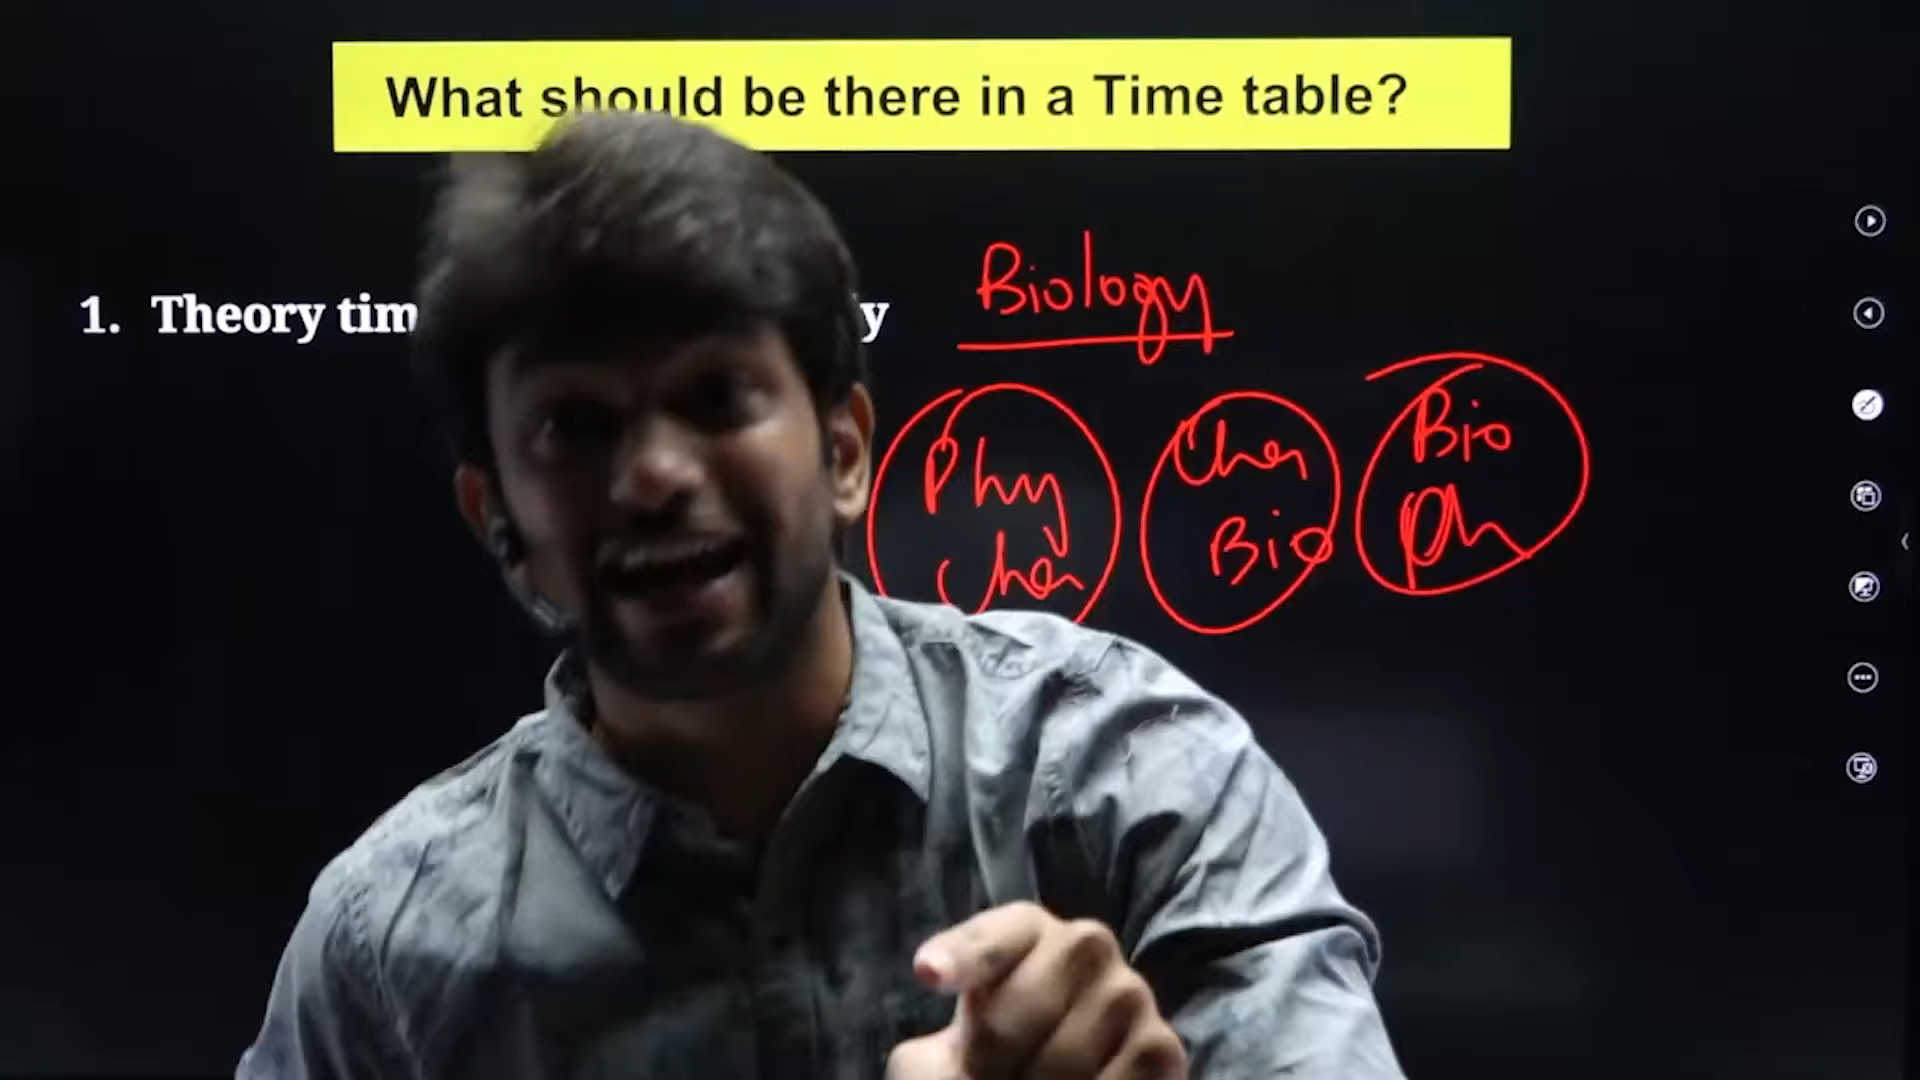 What should be there in a Time table?
1. Theory tim y
Biology
Phy
Chem
Chem
Bio
Bio
Ph